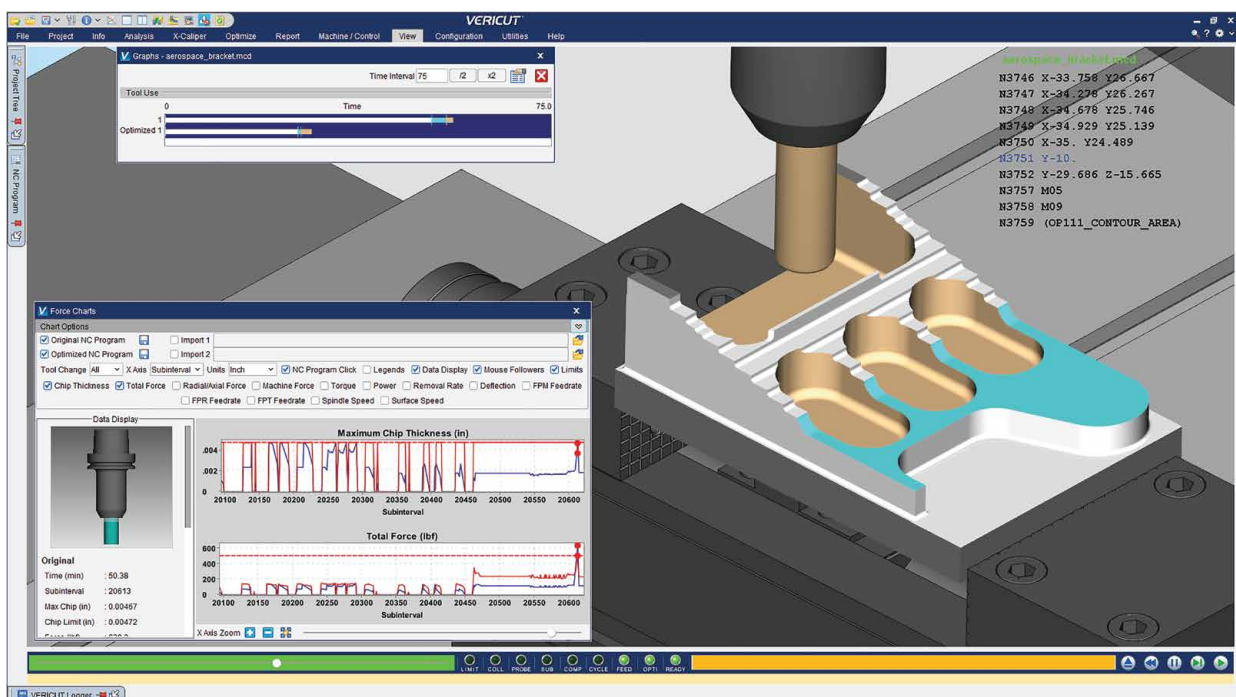 VERICUT
File Project Info Analysis X-Caliper Optimize Report Machine / Control View Configuration Utilities Help
Project Tree
NC Program
Graphs - aerospace_bracket.mcd X
Time Interval 75 /2 x2
Tool Use
0 Time 75.0
1
Optimized 1
aerospace_bracket.mcd
N3746 X-33.758 Y26.667
N3747 X-34.278 Y26.267
N3748 X-34.678 Y25.746
N3749 X-34.929 Y25.139
N3750 X-35. Y24.489
N3751 Y-10.
N3752 Y-29.686 Z-15.665
N3757 M05
N3758 M09
N3759 (OP111_CONTOUR_AREA)
Force Charts X
Chart Options
Original NC Program Import 1
Optimized NC Program Import 2
Tool Change All X Axis Subinterval Units Inch NC Program Click Legends Data Display Mouse Followers Limits
Chip Thickness Total Force Radial/Axial Force Machine Force Torque Power Removal Rate Deflection FPM Feedrate
FPR Feedrate FPT Feedrate Spindle Speed Surface Speed
Data Display
Original
Time (min) : 50.38
Subinterval : 20613
Max Chip (in) : 0.00467
Chip Limit (in) : 0.00472
Maximum Chip Thickness (in)
.004
.002
0
20100 20150 20200 20250 20300 20350 20400 20450 20500 20550 20600
Subinterval
Total Force (lbf)
600
400
200
0
20100 20150 20200 20250 20300 20350 20400 20450 20500 20550 20600
Subinterval
X Axis Zoom
LIMIT COLL PROBE SUB COMP CYCLE FEED OPTI READY
VERICUT Logger